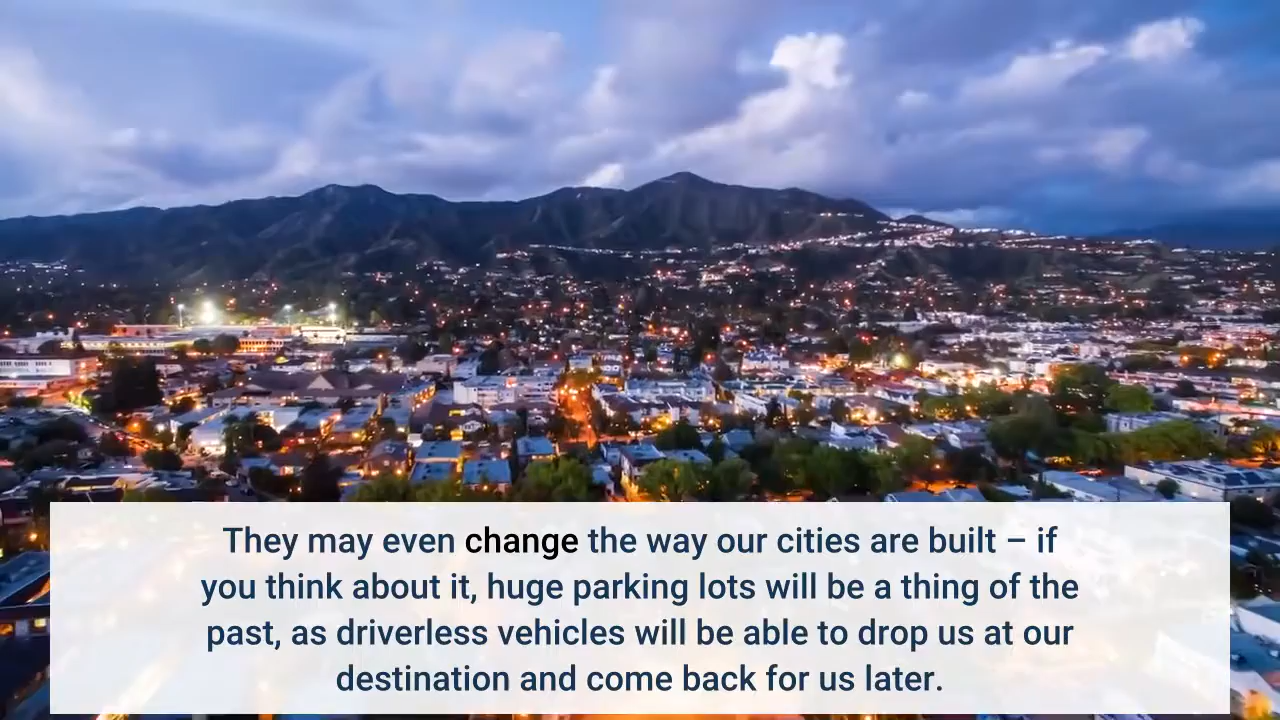 They may even change the way our cities are built – if
you think about it, huge parking lots will be a thing of the
past, as driverless vehicles will be able to drop us at our
destination and come back for us later.